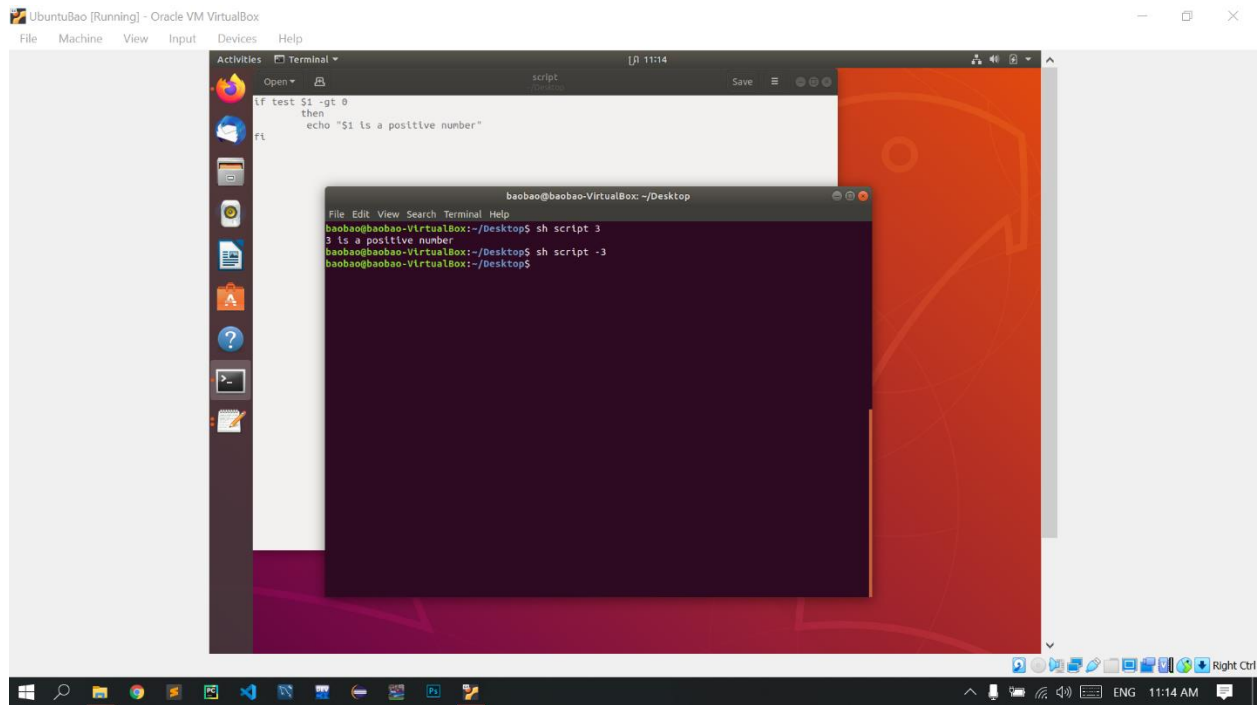 UbuntuBao [Running] - Oracle VM VirtualBox
File Machine View Input Devices Help
Activities Terminal 11:14
Open script Save
~/Desktop
if test $1 -gt 0
then
echo "$1 is a positive number"
fi
baobao@baobao-VirtualBox: ~/Desktop
File Edit View Search Terminal Help
baobao@baobao-VirtualBox:~/Desktop$ sh script 3
3 is a positive number
baobao@baobao-VirtualBox:~/Desktop$ sh script -3
baobao@baobao-VirtualBox:~/Desktop$
Right Ctrl
ENG 11:14 AM